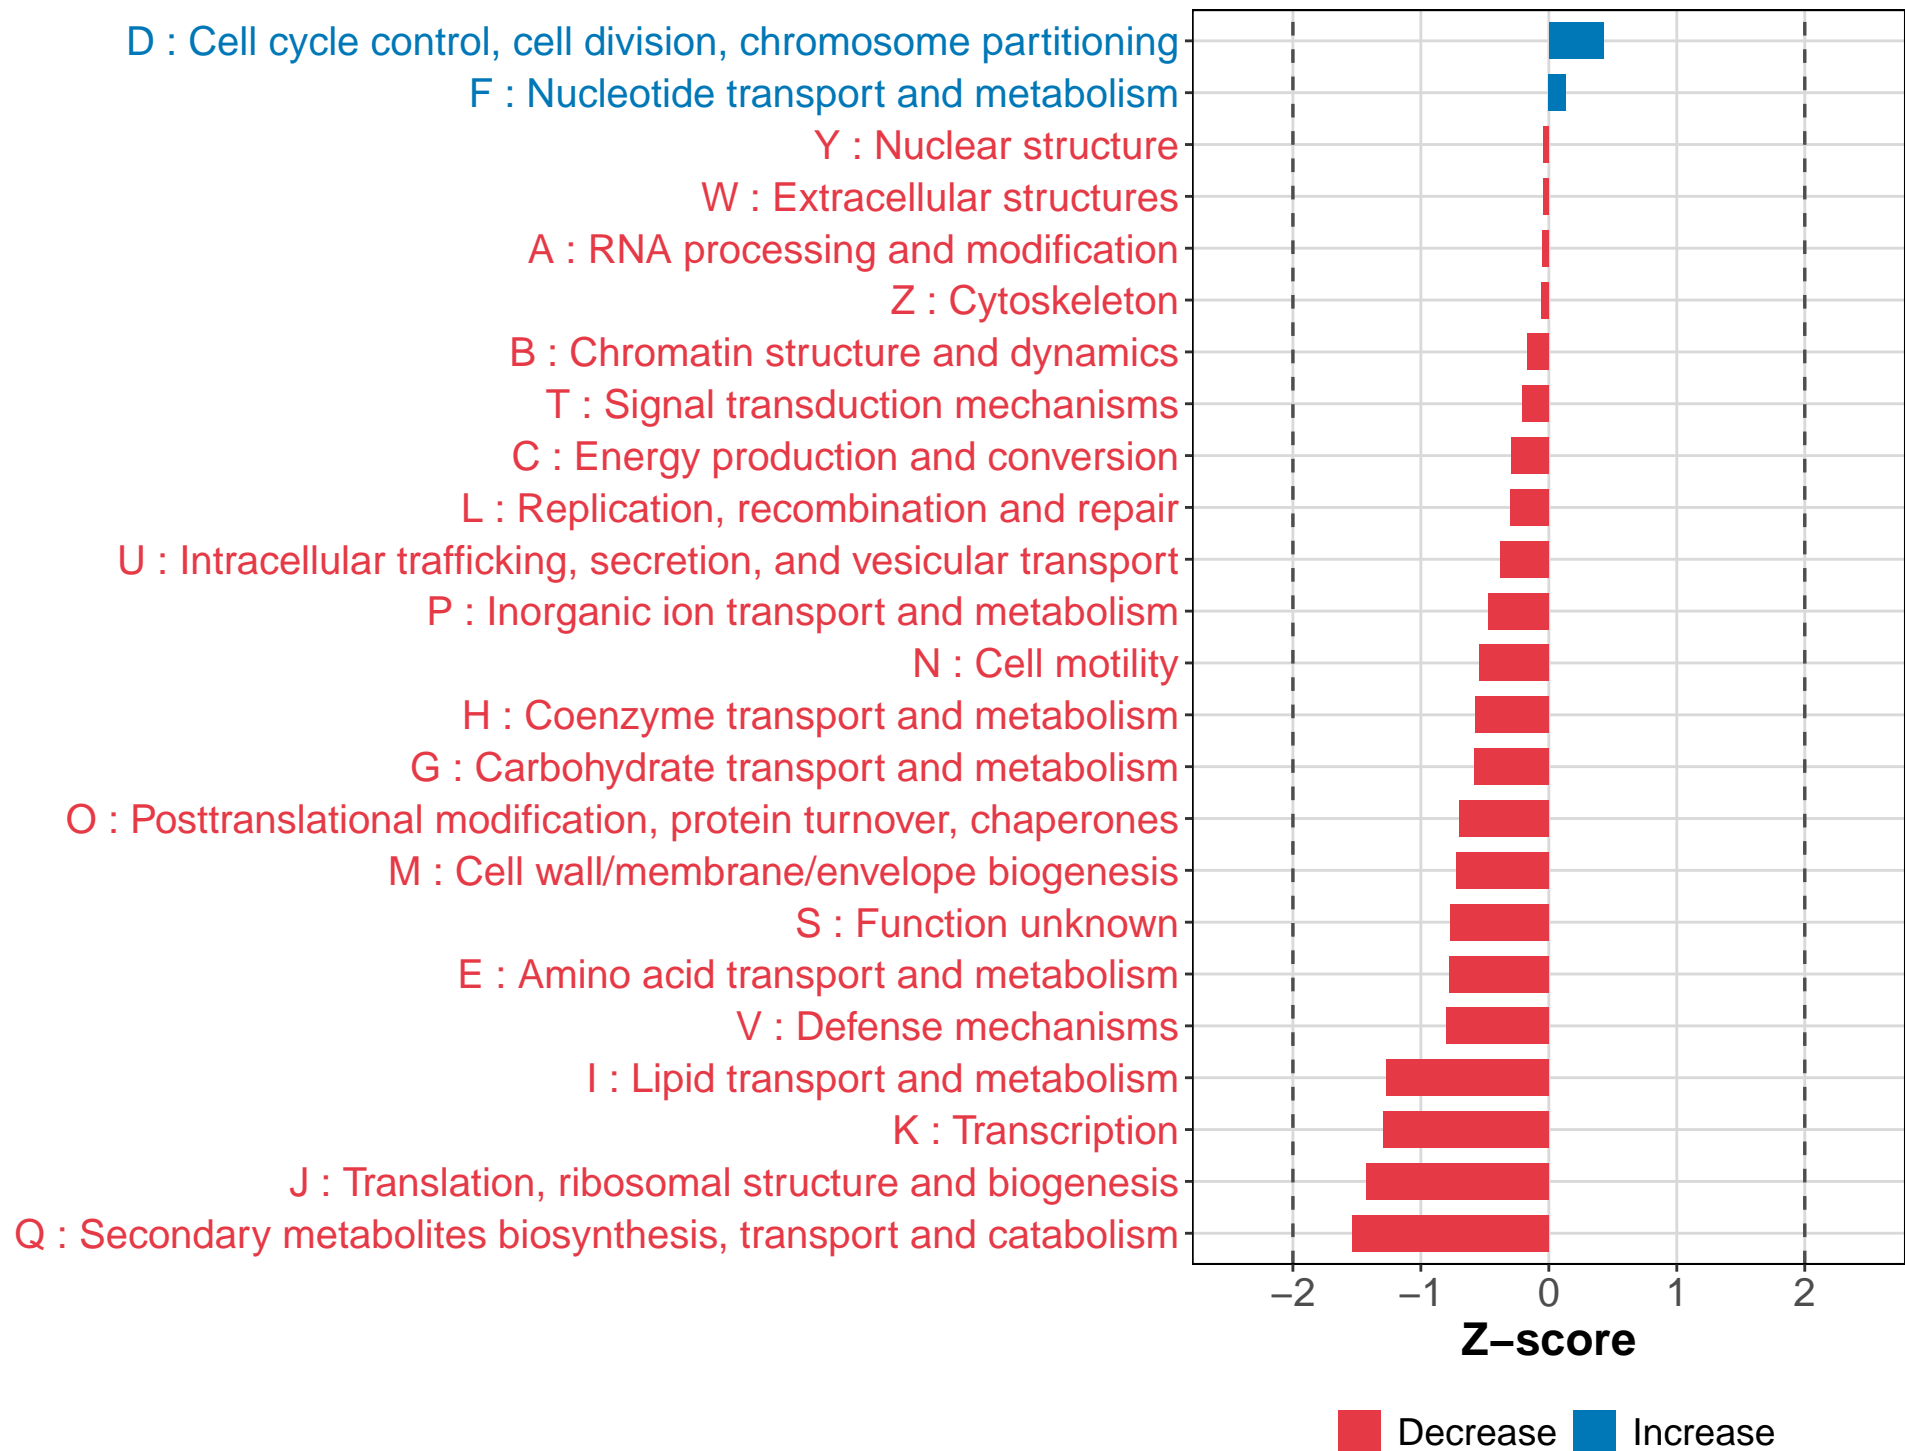 D : Cell cycle control, cell division, chromosome partitioning
F : Nucleotide transport and metabolism
Y : Nuclear structure
W : Extracellular structures
A : RNA processing and modification
Z : Cytoskeleton
B : Chromatin structure and dynamics
T : Signal transduction mechanisms
C : Energy production and conversion
L : Replication, recombination and repair
U : Intracellular trafficking, secretion, and vesicular transport
P : Inorganic ion transport and metabolism
N : Cell motility
H : Coenzyme transport and metabolism
G : Carbohydrate transport and metabolism
O : Posttranslational modification, protein turnover, chaperones
M : Cell wall/membrane/envelope biogenesis
S : Function unknown
E : Amino acid transport and metabolism
V : Defense mechanisms
I : Lipid transport and metabolism
K : Transcription
J : Translation, ribosomal structure and biogenesis
Q : Secondary metabolites biosynthesis, transport and catabolism
−2 −1 0 1 2
Z−score
Decrease Increase